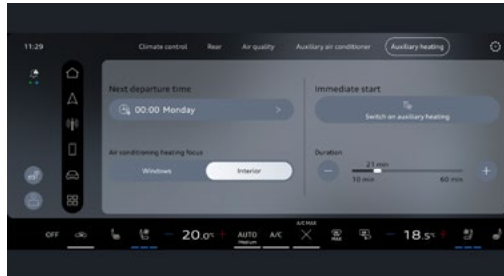 11:29
Climate control
Rear
Air quality
Auxiliary air conditioner
Auxiliary heating
Next departure time
00:00 Monday
Immediate start
Switch on auxiliary heating
Air conditioning heating focus
Windows
Interior
Duration
21 min
10 min
60 min
A/C MAX
OFF
20.0°C
AUTO
Medium
A/C
MAX
18.5°C